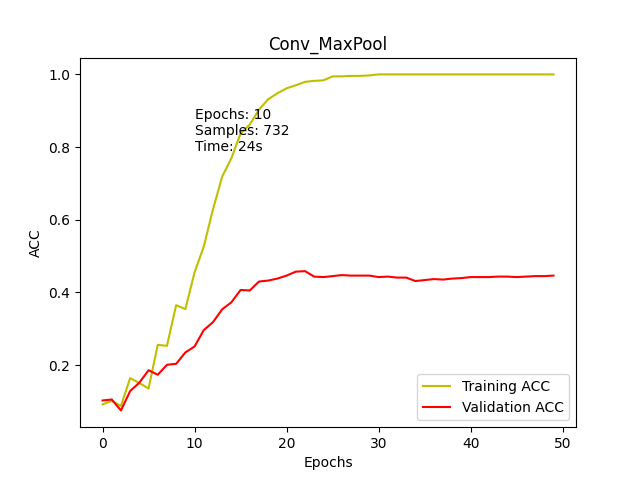 Conv_MaxPool
1.0
0.8
0.6
0.4
0.2
ACC
Epochs: 10
Samples: 732
Time: 24s
Training ACC
Validation ACC
0 10 20 30 40 50
Epochs